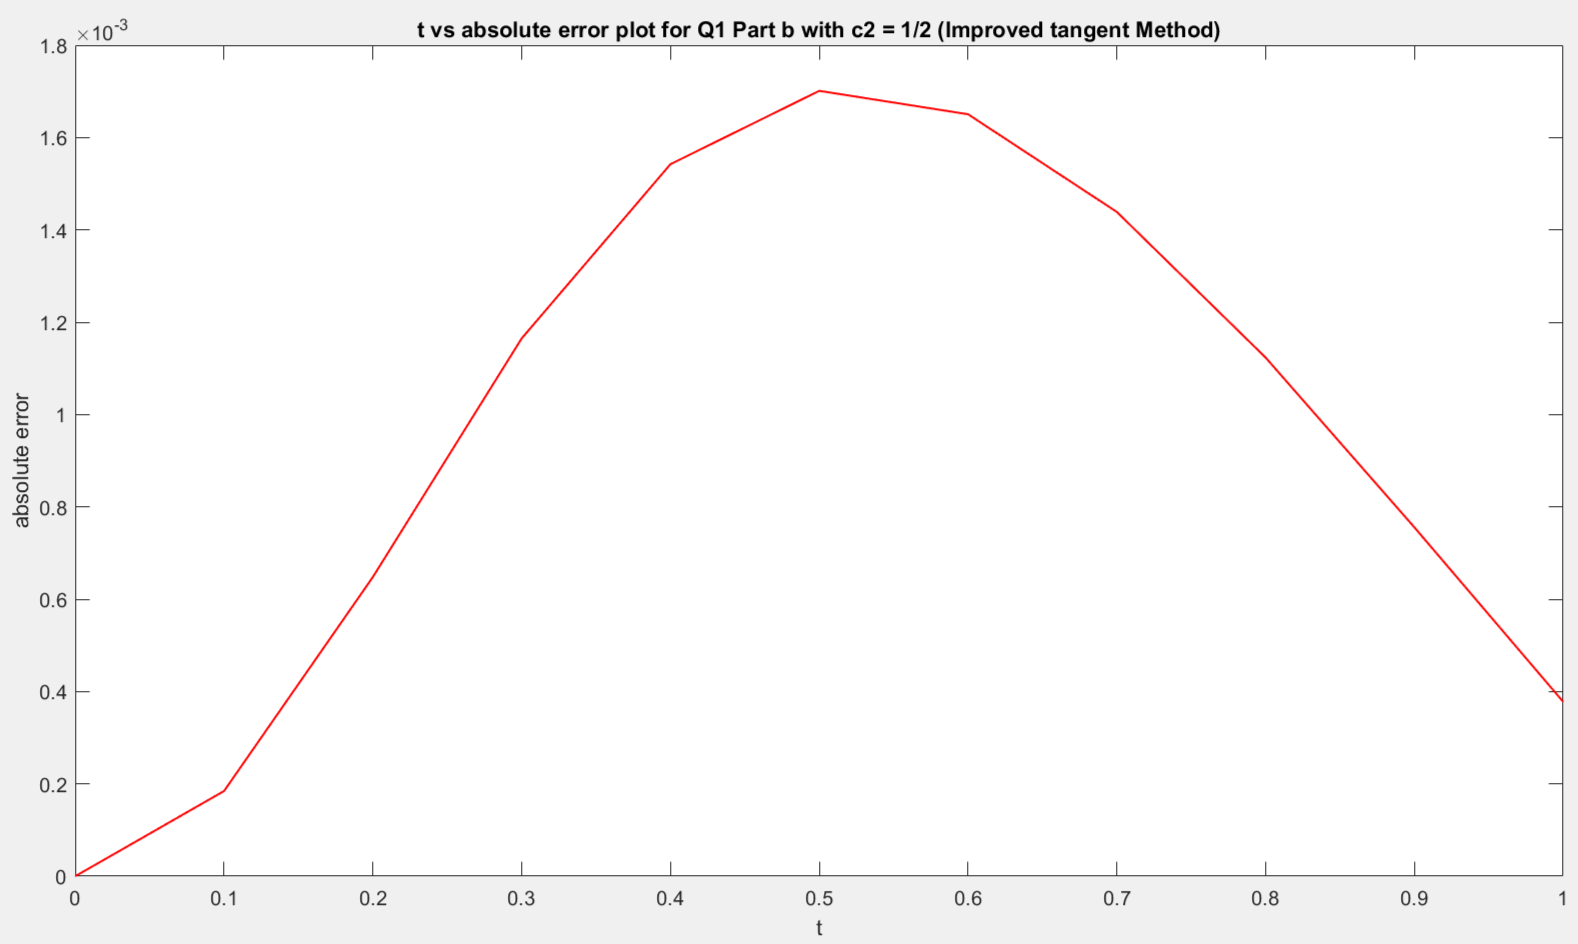 t vs absolute error plot for Q1 Part b with c2 = 1/2 (Improved tangent Method)
×10⁻³
1.8
1.6
1.4
1.2
1
0.8
0.6
0.4
0.2
0
absolute error
0 0.1 0.2 0.3 0.4 0.5 0.6 0.7 0.8 0.9 1
t